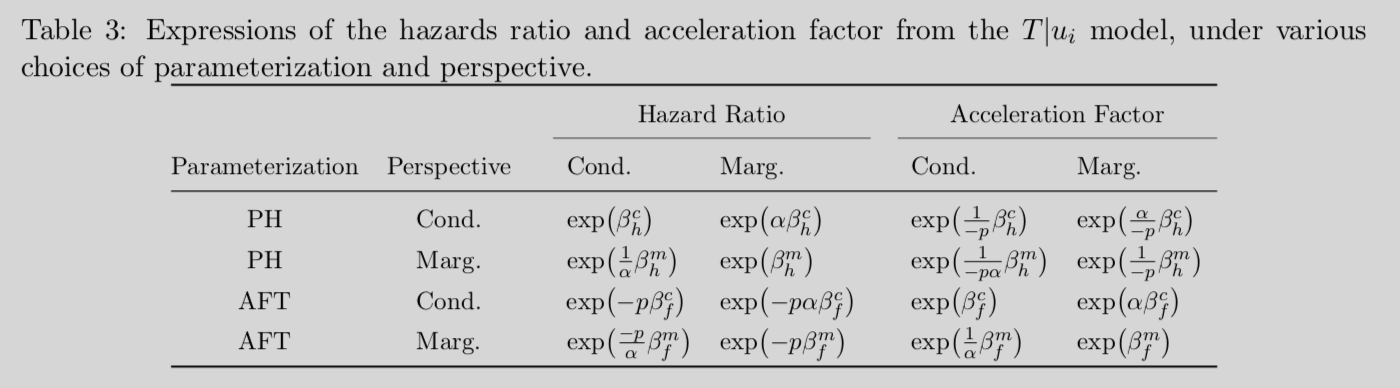 Table 3: Expressions of the hazards ratio and acceleration factor from the $T|u_i$ model, under various
choices of parameterization and perspective.
Hazard Ratio Acceleration Factor
Parameterization Perspective Cond. Marg. Cond. Marg.
PH Cond. $\exp(\beta_h^c)$ $\exp(\alpha\beta_h^c)$ $\exp(\frac{1}{-p}\beta_h^c)$ $\exp(\frac{\alpha}{-p}\beta_h^c)$
PH Marg. $\exp(\frac{1}{\alpha}\beta_h^m)$ $\exp(\beta_h^m)$ $\exp(\frac{1}{-p\alpha}\beta_h^m)$ $\exp(\frac{1}{-p}\beta_h^m)$
AFT Cond. $\exp(-p\beta_f^c)$ $\exp(-p\alpha\beta_f^c)$ $\exp(\beta_f^c)$ $\exp(\alpha\beta_f^c)$
AFT Marg. $\exp(\frac{-p}{\alpha}\beta_f^m)$ $\exp(-p\beta_f^m)$ $\exp(\frac{1}{\alpha}\beta_f^m)$ $\exp(\beta_f^m)$